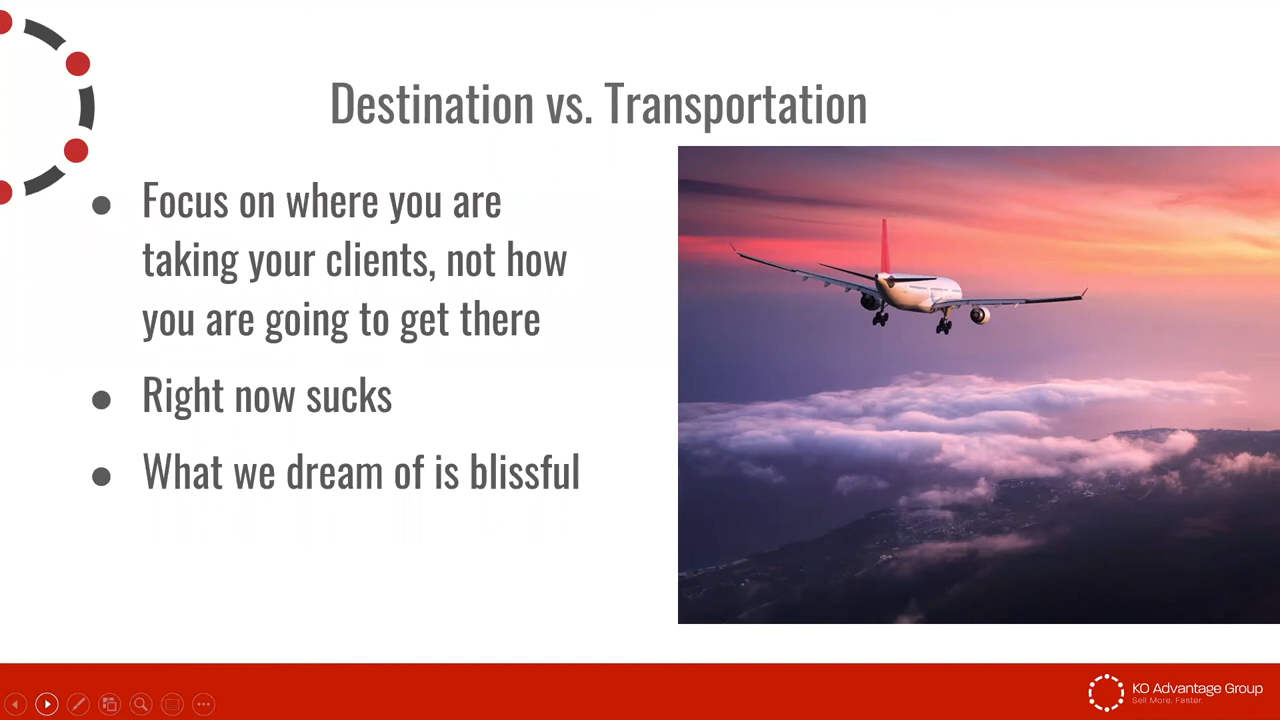 Destination vs. Transportation
● Focus on where you are
taking your clients, not how
you are going to get there
● Right now sucks
● What we dream of is blissful
KO Advantage Group
Sell More. Faster.